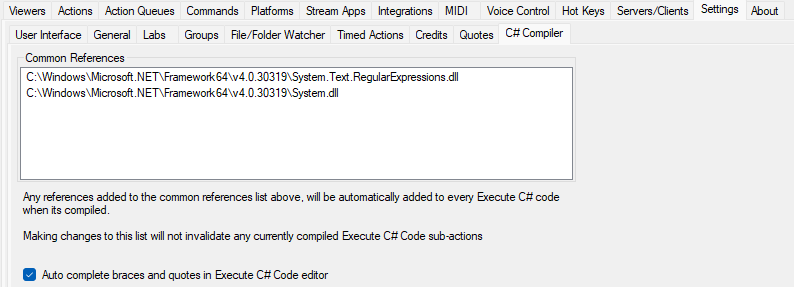 Viewers Actions Action Queues Commands Platforms Stream Apps Integrations MIDI Voice Control Hot Keys Servers/Clients Settings About
User Interface General Labs Groups File/Folder Watcher Timed Actions Credits Quotes C# Compiler
Common References
C:\Windows\Microsoft.NET\Framework64\v4.0.30319\System.Text.RegularExpressions.dll
C:\Windows\Microsoft.NET\Framework64\v4.0.30319\System.dll
Any references added to the common references list above, will be automatically added to every Execute C# code
when its compiled.
Making changes to this list will not invalidate any currently compiled Execute C# Code sub-actions
Auto complete braces and quotes in Execute C# Code editor